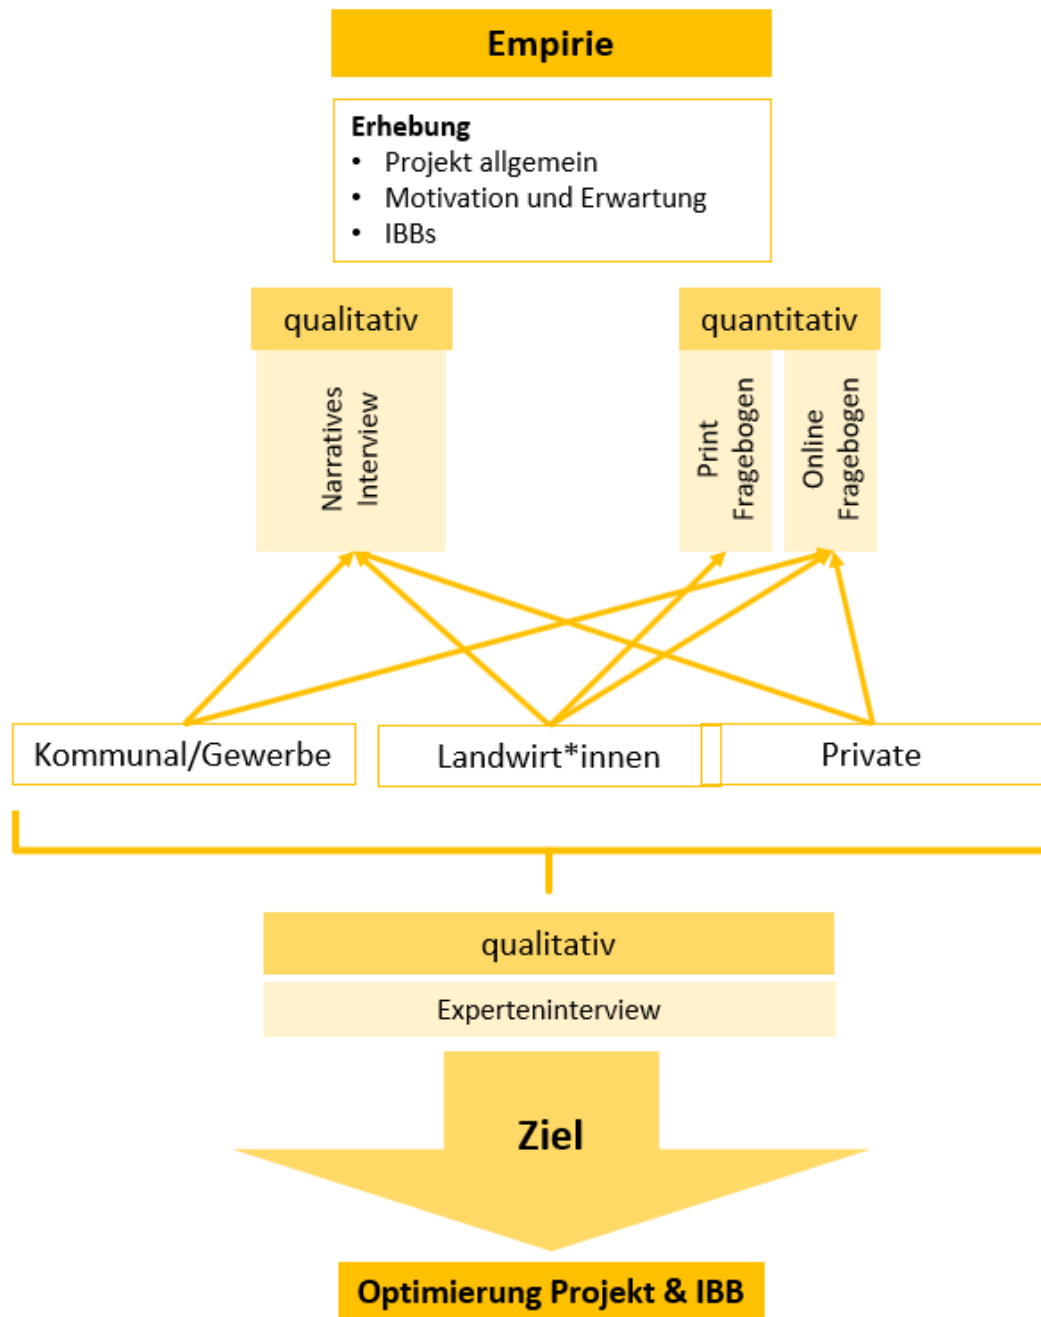 Empirie
Erhebung
• Projekt allgemein
• Motivation und Erwartung
• IBBs
qualitativ
quantitativ
Narratives
Interview
Print
Fragebogen
Online
Fragebogen
Kommunal/Gewerbe
Landwirt*innen
Private
qualitativ
Experteninterview
Ziel
Optimierung Projekt & IBB